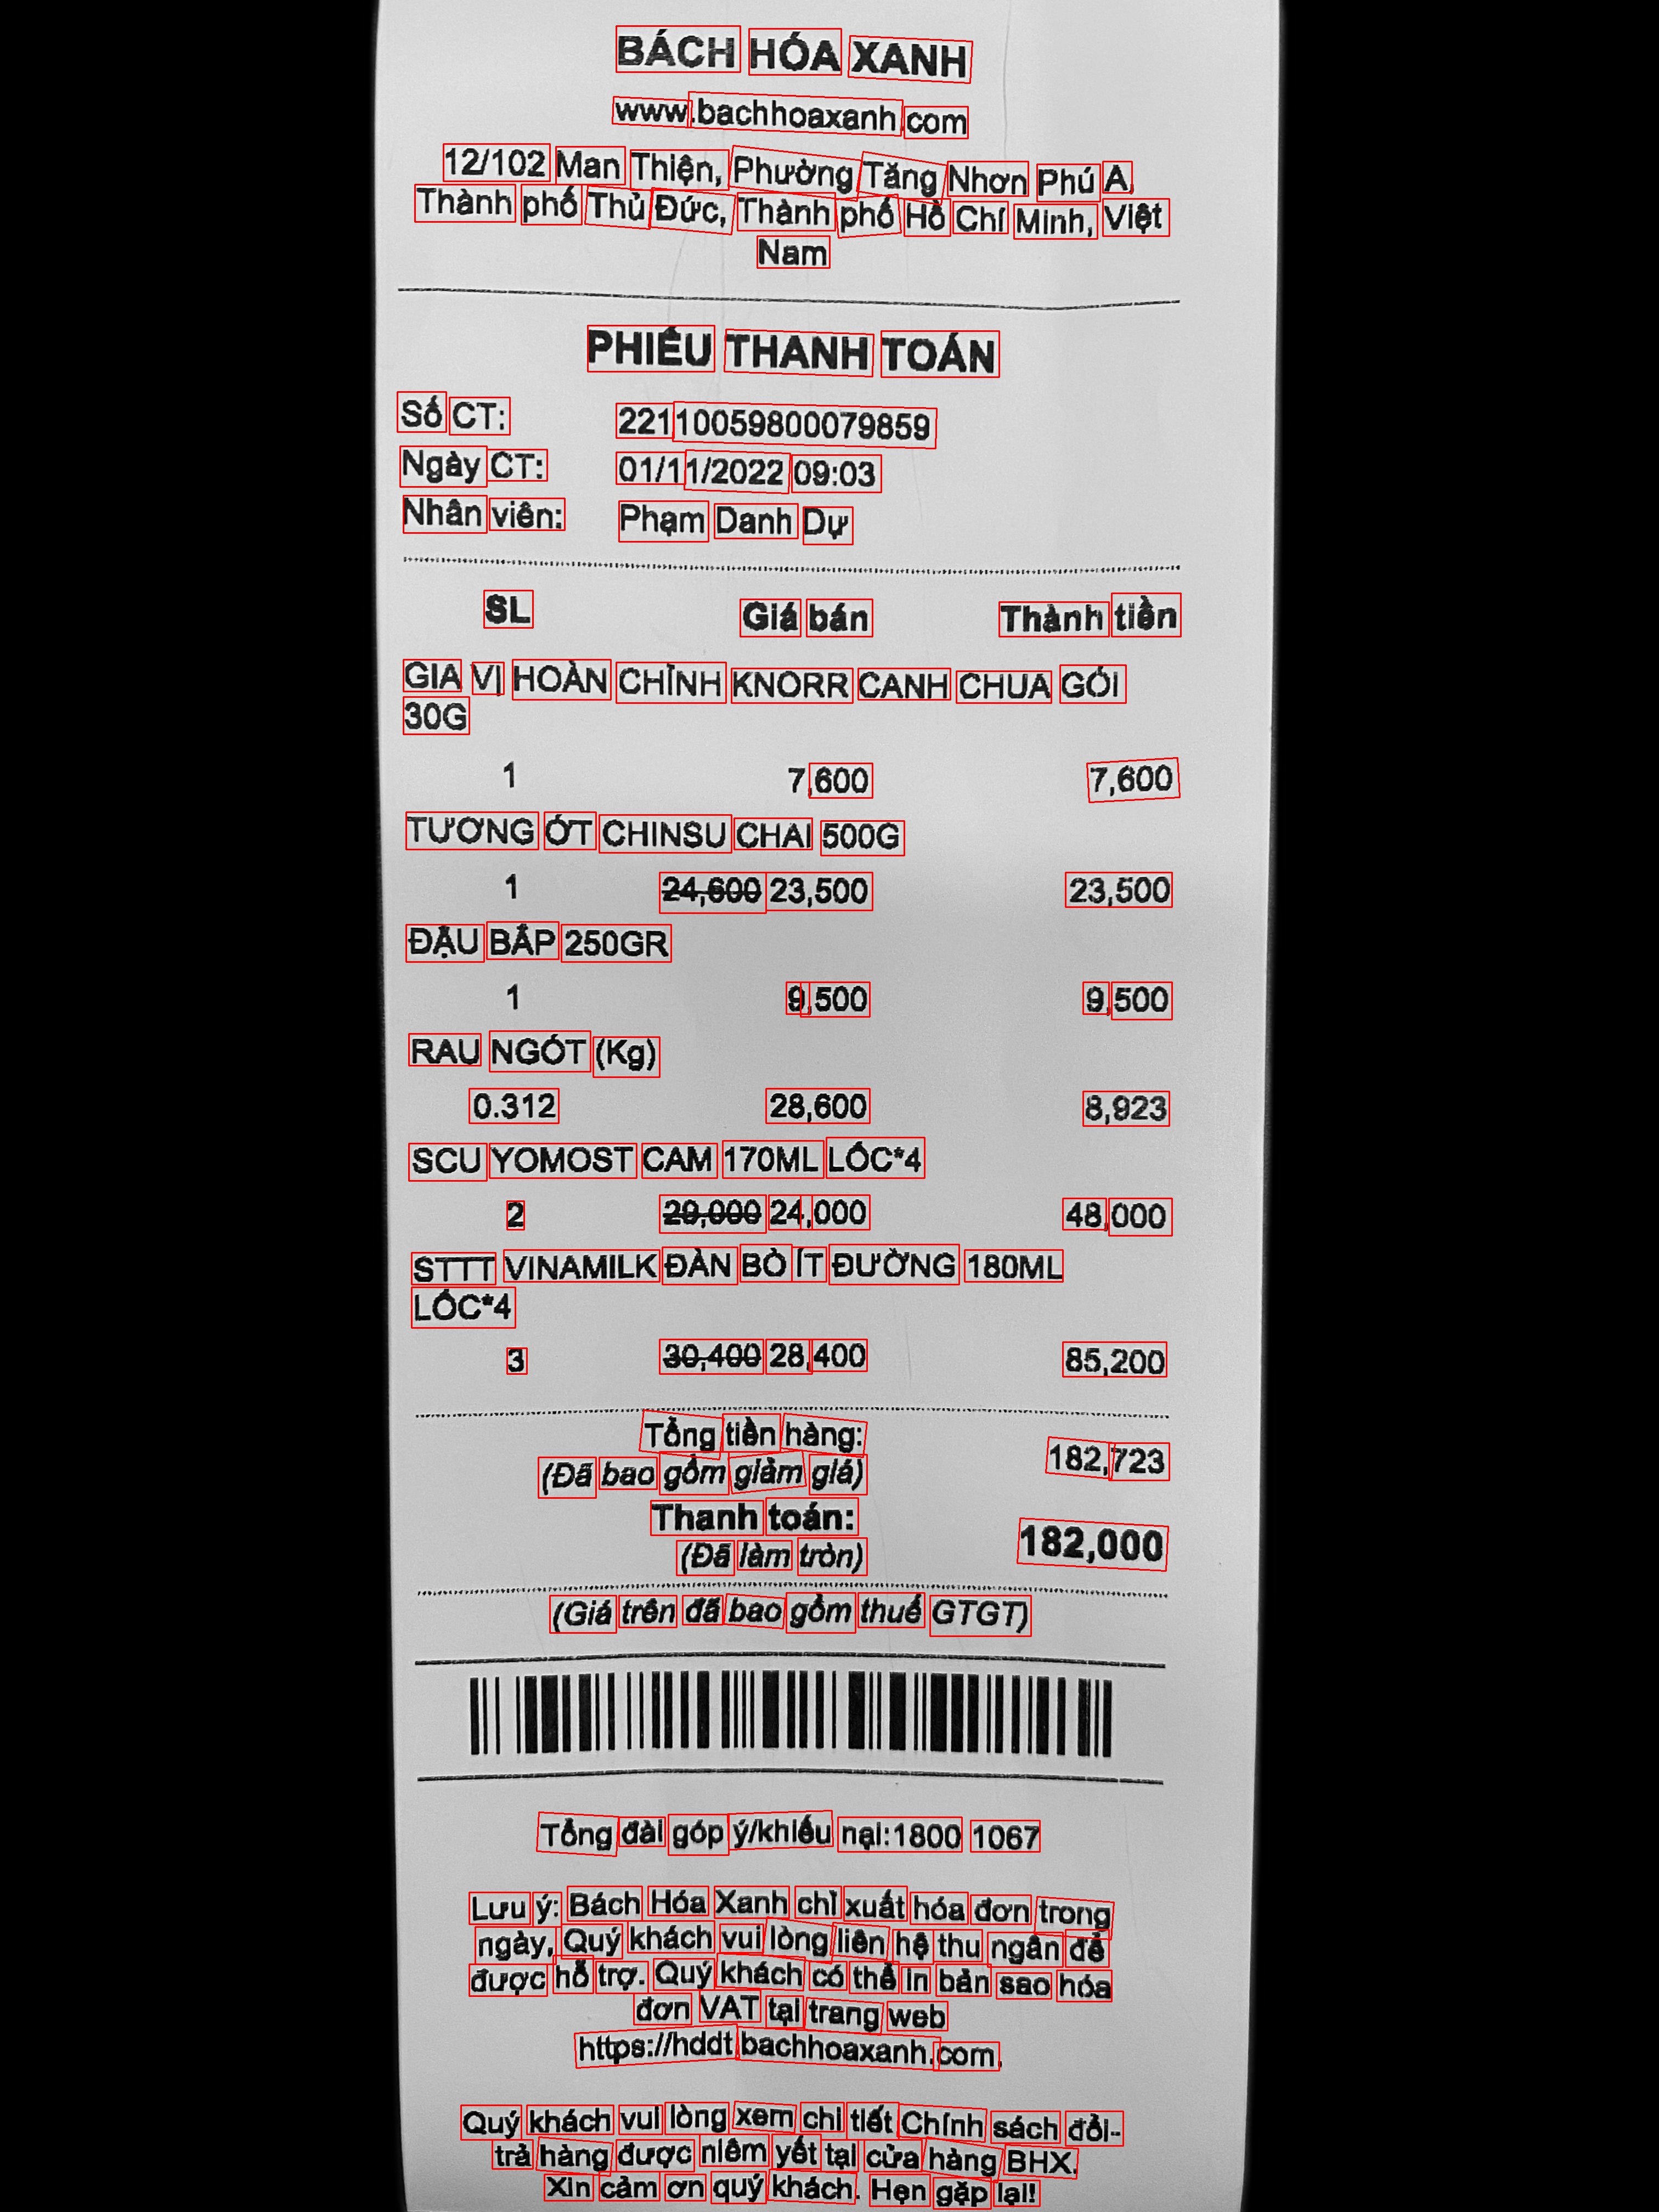 BÁCH HÓA XANH
www.bachhoaxanh.com
12/102 Man Thiện, Phường Tăng Nhơn Phú A,
Thành phố Thủ Đức, Thành phố Hồ Chí Minh, Việt
Nam
PHIẾU THANH TOÁN
Số CT: 22110059800079859
Ngày CT: 01/11/2022 09:03
Nhân viên: Phạm Danh Dự
SL Giá bán Thành tiền
GIA VỊ HOÀN CHỈNH KNORR CANH CHUA GÓI
30G
1 7,600 7,600
TƯƠNG ỚT CHINSU CHAI 500G
1 24,600 23,500 23,500
ĐẬU BẮP 250GR
1 9,500 9,500
RAU NGÓT (Kg)
0.312 28,600 8,923
SCU YOMOST CAM 170ML LỐC*4
2 29,000 24,000 48,000
STTT VINAMILK ĐÀN BÒ ÍT ĐƯỜNG 180ML
LỐC*4
3 30,400 28,400 85,200
Tổng tiền hàng: 182,723
(Đã bao gồm giảm giá)
Thanh toán: 182,000
(Đã làm tròn)
(Giá trên đã bao gồm thuế GTGT)
Tổng đài góp ý/khiếu nại:1800 1067
Lưu ý: Bách Hóa Xanh chỉ xuất hóa đơn trong
ngày, Quý khách vui lòng liên hệ thu ngân để
được hỗ trợ. Quý khách có thể in bản sao hóa
đơn VAT tại trang web
https://hddt.bachhoaxanh.com.
Quý khách vui lòng xem chi tiết Chính sách đổi-
trả hàng được niêm yết tại cửa hàng BHX.
Xin cảm ơn quý khách. Hẹn gặp lại!